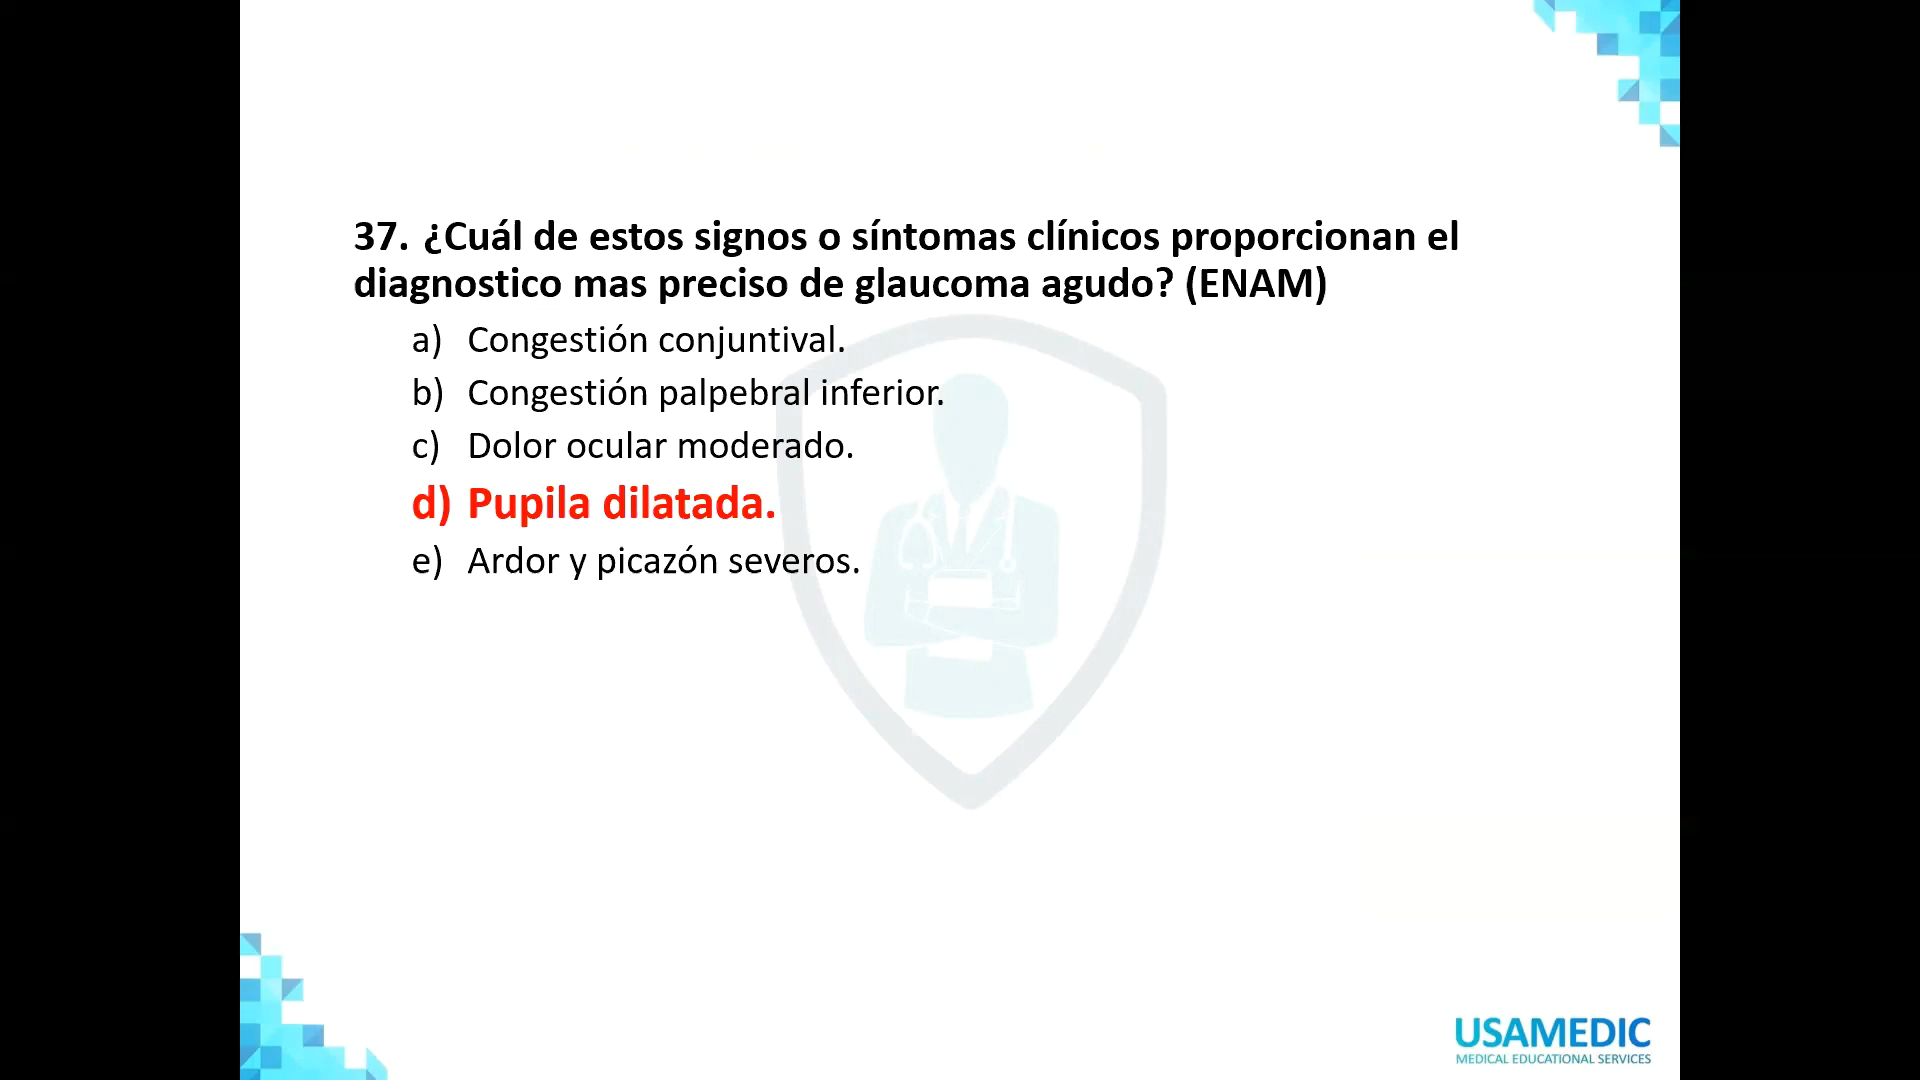 37. ¿Cuál de estos signos o síntomas clínicos proporcionan el
diagnostico mas preciso de glaucoma agudo? (ENAM)
a) Congestión conjuntival.
b) Congestión palpebral inferior.
c) Dolor ocular moderado.
d) Pupila dilatada.
e) Ardor y picazón severos.
USAMEDIC
MEDICAL EDUCATIONAL SERVICES